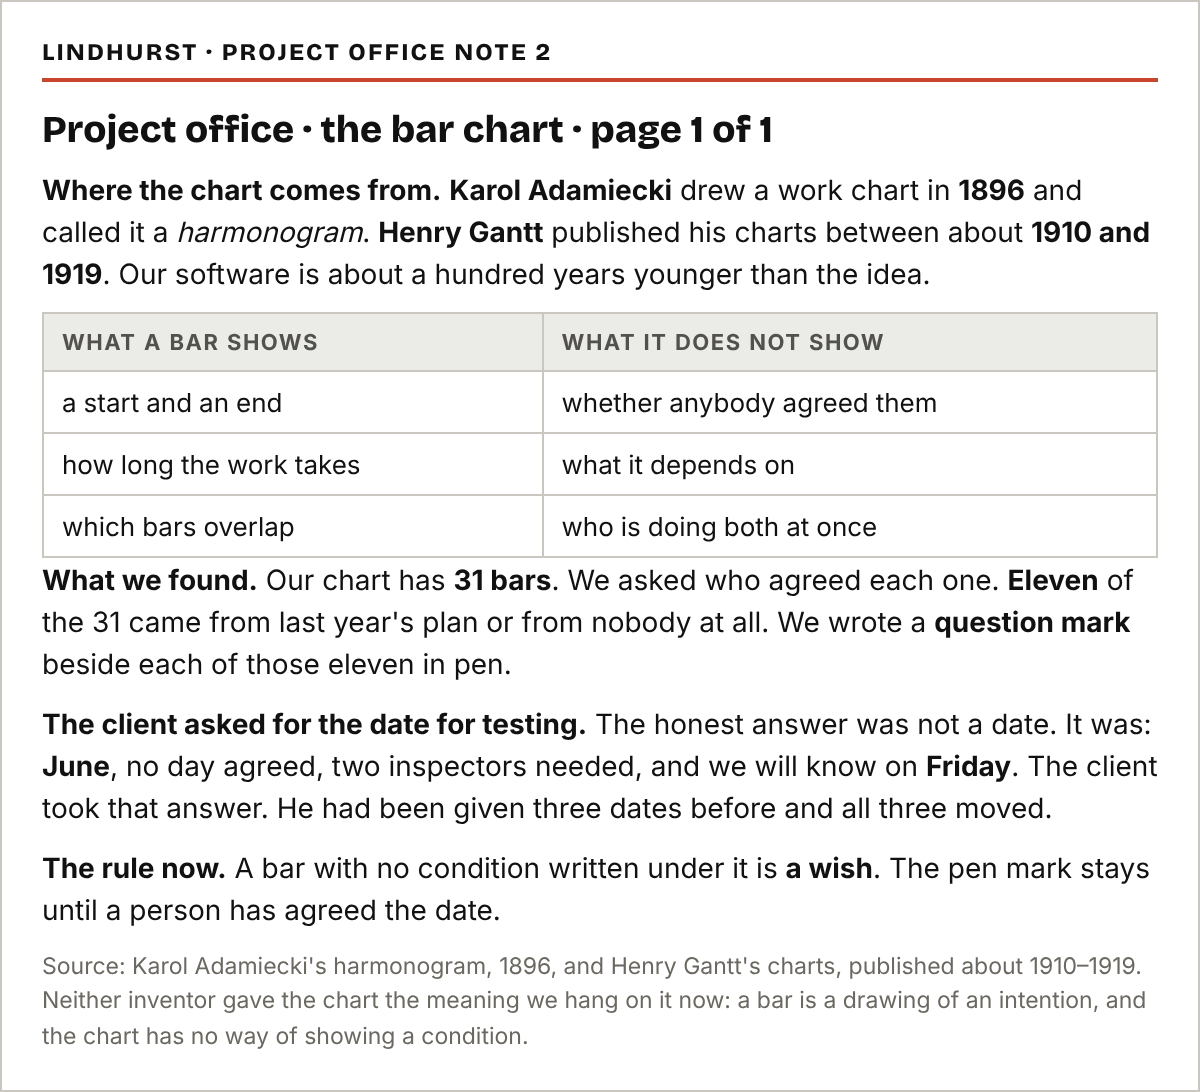 LINDHURST · PROJECT OFFICE NOTE 2
Project office · the bar chart · page 1 of 1
Where the chart comes from. Karol Adamiecki drew a work chart in 1896 and
called it a harmonogram. Henry Gantt published his charts between about 1910 and
1919. Our software is about a hundred years younger than the idea.
WHAT A BAR SHOWS WHAT IT DOES NOT SHOW
a start and an end whether anybody agreed them
how long the work takes what it depends on
which bars overlap who is doing both at once
What we found. Our chart has 31 bars. We asked who agreed each one. Eleven of
the 31 came from last year's plan or from nobody at all. We wrote a question mark
beside each of those eleven in pen.
The client asked for the date for testing. The honest answer was not a date. It was:
June, no day agreed, two inspectors needed, and we will know on Friday. The client
took that answer. He had been given three dates before and all three moved.
The rule now. A bar with no condition written under it is a wish. The pen mark stays
until a person has agreed the date.
Source: Karol Adamiecki's harmonogram, 1896, and Henry Gantt's charts, published about 1910–1919.
Neither inventor gave the chart the meaning we hang on it now: a bar is a drawing of an intention, and
the chart has no way of showing a condition.